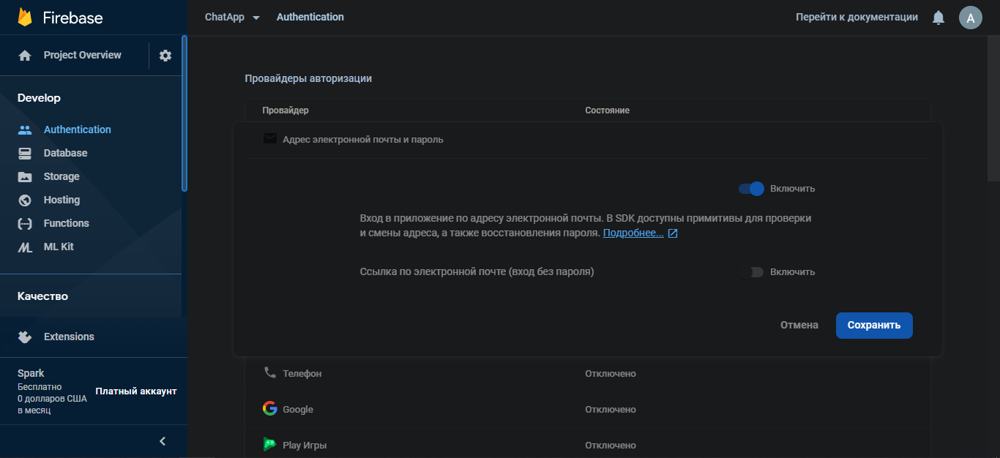 Firebase
ChatApp
Authentication
Перейти к документации
A
Project Overview
Develop
Authentication
Database
Storage
Hosting
Functions
ML Kit
Качество
Extensions
Spark
Бесплатно
0 долларов США
в месяц
Платный аккаунт
Провайдеры авторизации
Провайдер
Состояние
Адрес электронной почты и пароль
Включить
Вход в приложение по адресу электронной почты. В SDK доступны примитивы для проверки
и смены адреса, а также восстановления пароля. Подробнее...
Ссылка по электронной почте (вход без пароля)
Включить
Отмена
Сохранить
Телефон
Отключено
Google
Отключено
Play Игры
Отключено